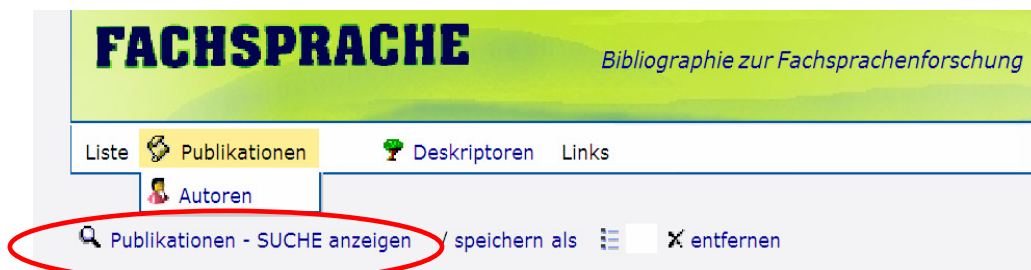 FACHSPRACHE
Bibliographie zur Fachsprachenforschung
Liste Publikationen Deskriptoren Links
Autoren
Publikationen - SUCHE anzeigen / speichern als entfernen